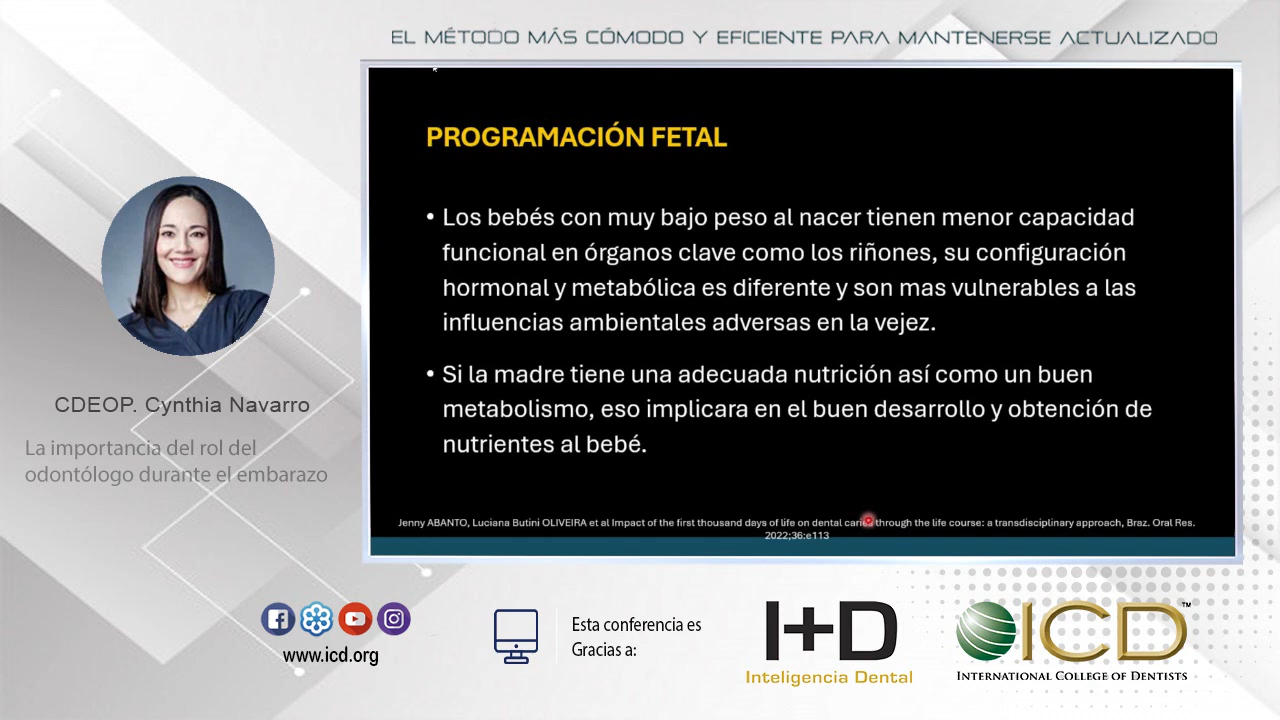 EL MÉTODO MÁS CÓMODO Y EFICIENTE PARA MANTENERSE ACTUALIZADO
PROGRAMACIÓN FETAL
• Los bebés con muy bajo peso al nacer tienen menor capacidad
funcional en órganos clave como los riñones, su configuración
hormonal y metabólica es diferente y son mas vulnerables a las
influencias ambientales adversas en la vejez.
• Si la madre tiene una adecuada nutrición así como un buen
metabolismo, eso implicara en el buen desarrollo y obtención de
nutrientes al bebé.
Jenny ABANTO, Luciana Butini OLIVEIRA et al Impact of the first thousand days of life on dental caries through the life course: a transdisciplinary approach, Braz. Oral Res.
2022;36:e113
CDEOP. Cynthia Navarro
La importancia del rol del
odontólogo durante el embarazo
www.icd.org
Esta conferencia es
Gracias a:
I+D
Inteligencia Dental
ICD™
INTERNATIONAL COLLEGE OF DENTISTS